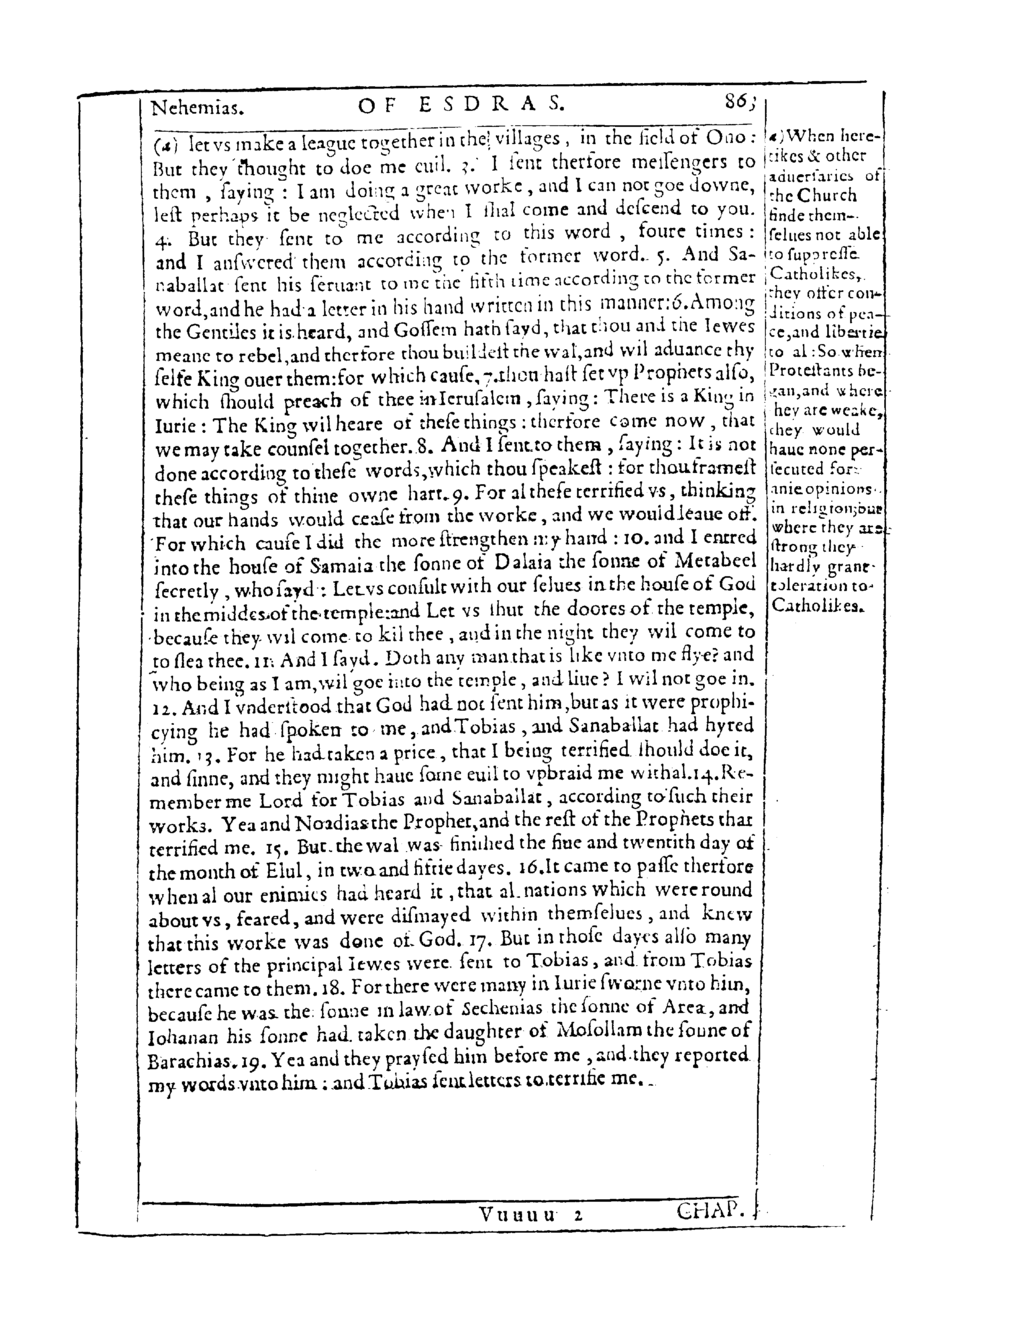 Nehemias. OF ESDRAS. 863
(a) let vs make a league together in the villages, in the field of Ono:
But they thought to doe me euil. 3. I ſent therfore meſſengers to
them, ſaying: I am doing a great worke, and I can not goe downe,
leſt perhaps it be neglected when I ſhal come and deſcend to you.
4. But they ſent to me according to this word, foure times:
and I anſwered them according to the former word. 5. And Sa-
naballat ſent his ſeruant to me the fifth time according to the former
word, and he had a letter in his hand written in this manner: 6. Among
the Gentiles it is heard, and Goſſem hath ſayd, that thou and the Iewes
meane to rebel, and therfore thou buildeſt the wal, and wil aduance thy
ſelfe King ouer them: for which cauſe, 7. thou haſt ſet vp Prophets alſo,
which ſhould preach of thee in Ieruſalem, ſaying: There is a King in
Iurie: The King wil heare of theſe things: therfore come now, that
we may take counſel together. 8. And I ſent to them, ſaying: It is not
done according to theſe words, which thou ſpeakeſt: for thou frameſt
theſe things of thine owne hart. 9. For al theſe terrified vs, thinking
that our hands would ceaſe from the worke, and we would leaue off.
For which cauſe I did the more ſtrengthen my hand: 10. and I entred
into the houſe of Samaia the ſonne of Dalaia the ſonne of Metabeel
ſecretly, who ſayd: Let vs conſult with our ſelues in the houſe of God
in the middes of the temple: and Let vs ſhut the doores of the temple,
becauſe they wil come to kil thee, and in the night they wil come to
to ſlea thee. 11. And I ſayd. Doth any man that is like vnto me flye? and
who being as I am, wil goe into the temple, and liue? I wil not goe in.
12. And I vnderſtood that God had not ſent him, but as it were prophi-
cying he had ſpoken to me, and Tobias, and Sanaballat had hyred
him. 13. For he had taken a price, that I being terrified ſhould doe it,
and ſinne, and they might haue ſome euil to vpbraid me withal. 14. Re-
member me Lord for Tobias and Sanaballat, according to ſuch their
works. Yea and Noadias the Prophet, and the reſt of the Prophets that
terrified me. 15. But the wal was finiſhed the fiue and twentith day of
the month of Elul, in two and fiftie dayes. 16. It came to paſſe therfore
when al our enimies had heard it, that al nations which were round
about vs, feared, and were diſmayed within themſelues, and knew
that this worke was done of God. 17. But in thoſe dayes alſo many
letters of the principal Iewes were ſent to Tobias, and from Tobias
there came to them. 18. For there were many in Iurie ſworne vnto him,
becauſe he was the ſonne in law of Sechenias the ſonne of Area, and
Iohanan his ſonne had taken the daughter of Moſollam the ſonne of
Barachias. 19. Yea and they prayſed him before me, and they reported
my words vnto him: and Tobias ſent letters to terrifie me.
a) When here-
tikes & other
aduerſaries of
the Church
finde them-
ſelues not able
to ſuppreſſe
Catholikes,
they offer con-
ditions of pea-
ce, and libertie
to al: So when
Proteſtants be-
gan, and where
they are weake,
they would
haue none per-
ſecuted for
anie opinions
in religion; but
where they are
ſtrong they
hardly grant
toleration to
Catholikes.
Vuuuu 2 CHAP.